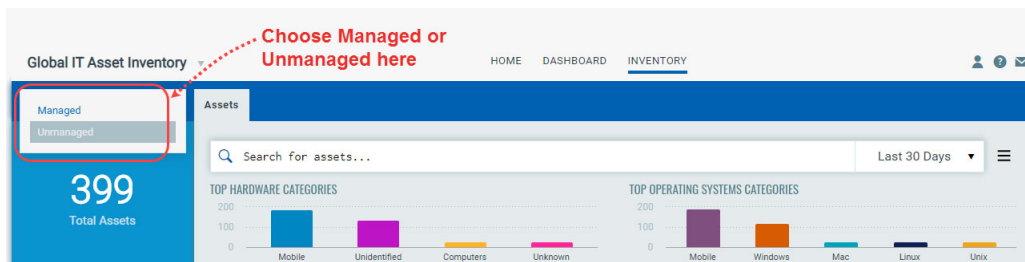 Choose Managed or
Unmanaged here
Global IT Asset Inventory
HOME DASHBOARD INVENTORY
Managed
Unmanaged
Assets
Search for assets...
Last 30 Days
399
Total Assets
TOP HARDWARE CATEGORIES
200
100
0
Mobile Unidentified Computers Unknown
TOP OPERATING SYSTEMS CATEGORIES
200
100
0
Mobile Windows Mac Linux Unix